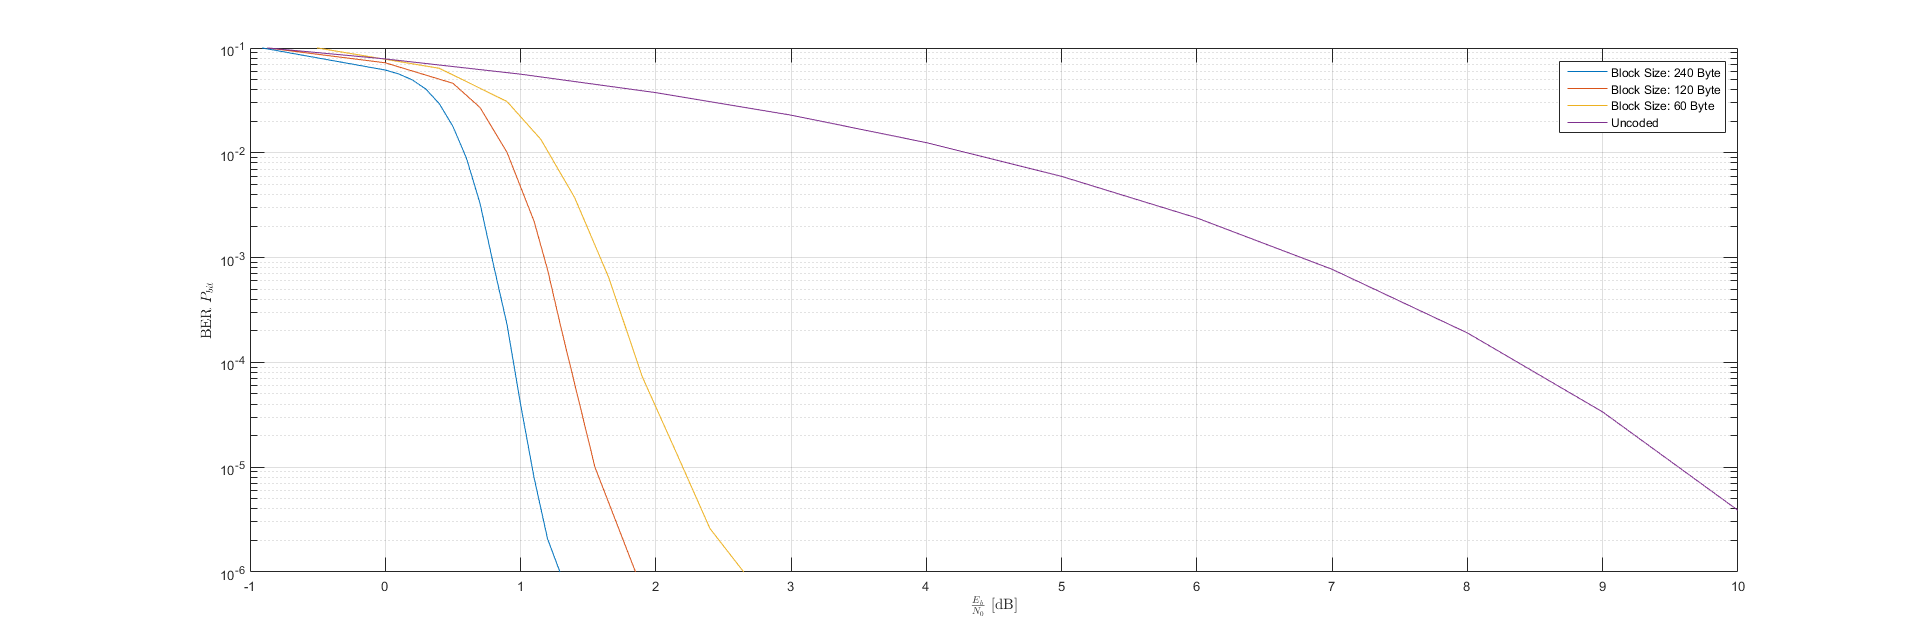 10^-1
10^-2
10^-3
10^-4
10^-5
10^-6
BER P_bit
Block Size: 240 Byte
Block Size: 120 Byte
Block Size: 60 Byte
Uncoded
-1 0 1 2 3 4 5 6 7 8 9 10
E_b/N_0 [dB]